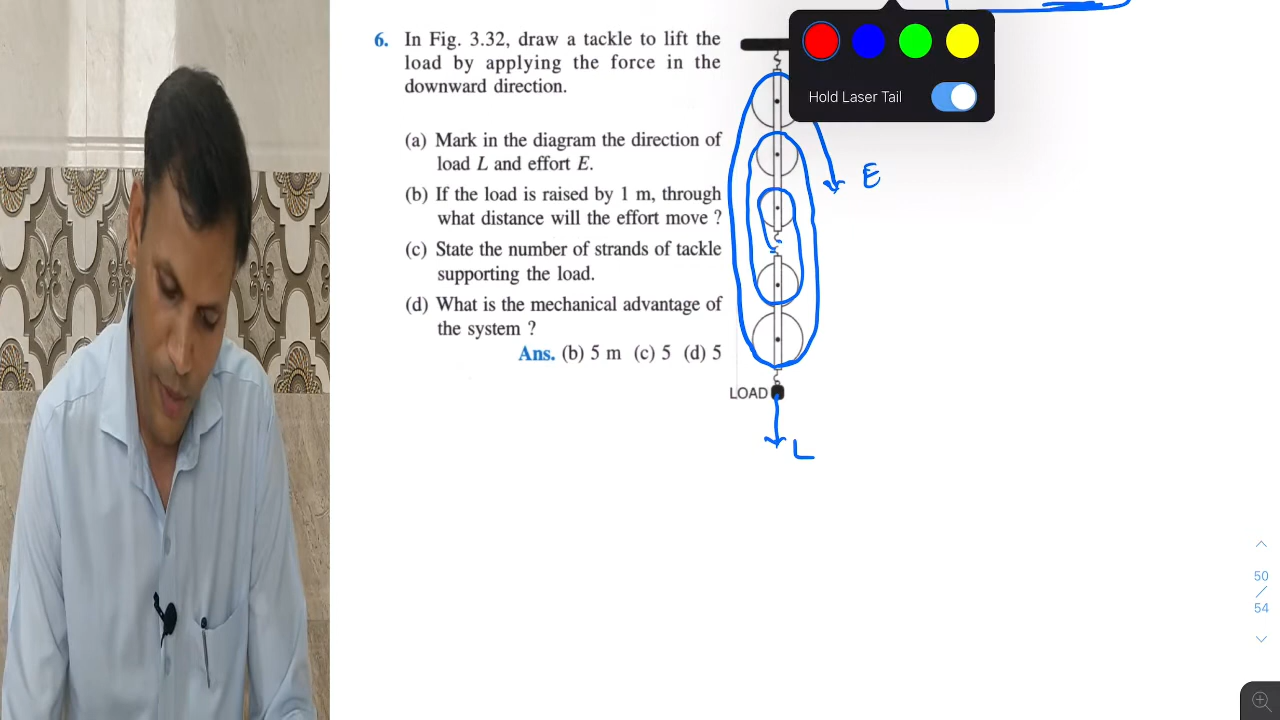 6. In Fig. 3.32, draw a tackle to lift the
load by applying the force in the
downward direction.
(a) Mark in the diagram the direction of
load L and effort E.
(b) If the load is raised by 1 m, through
what distance will the effort move ?
(c) State the number of strands of tackle
supporting the load.
(d) What is the mechanical advantage of
the system ?
Ans. (b) 5 m (c) 5 (d) 5
Hold Laser Tail
E
LOAD
L
50
/
54